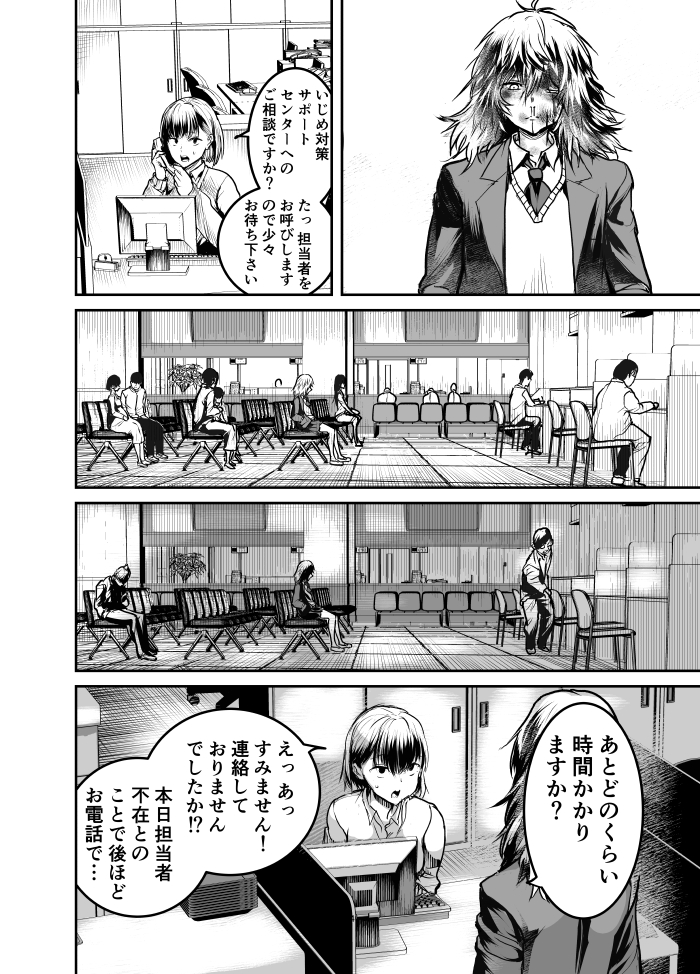 いじめ対策
サポート
センターへの
ご相談ですか?
たっ 担当者を
お呼びします
ので少々
お待ち下さい
あとどのくらい
時間かかり
ますか?
えっ あっ
すみません!
連絡して
おりません
でしたか!?
本日担当者
不在との
ことで後ほど
お電話で…